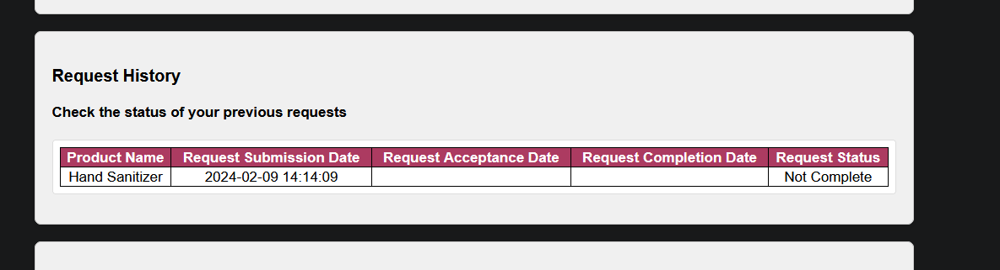 Request History
Check the status of your previous requests
Product Name Request Submission Date Request Acceptance Date Request Completion Date Request Status
Hand Sanitizer 2024-02-09 14:14:09 Not Complete